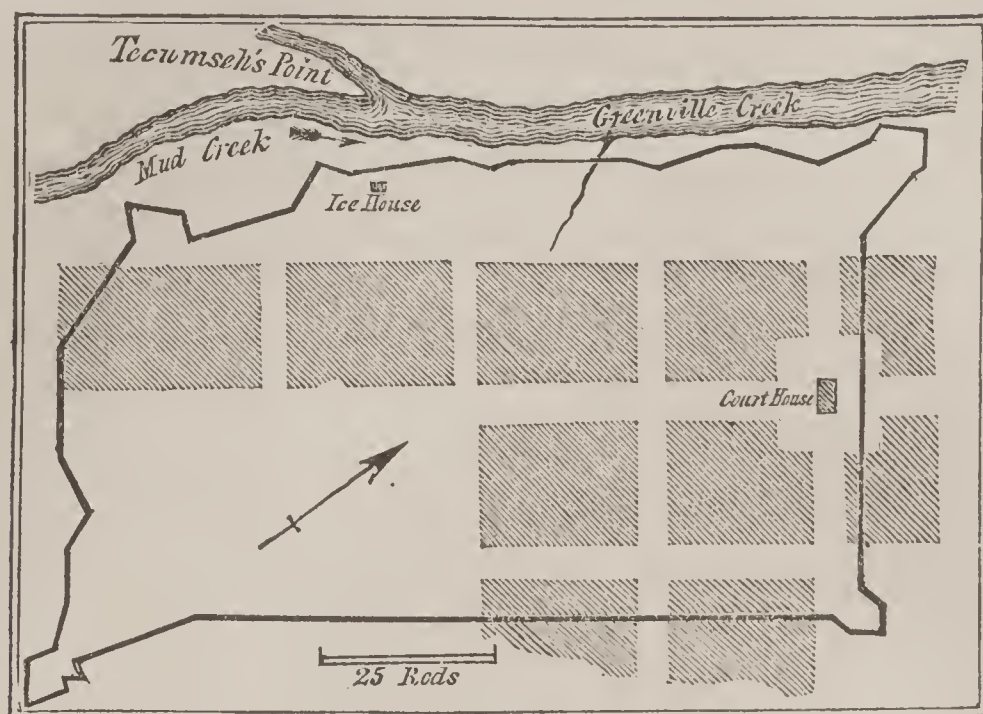 Tecumseh's Point
Greenville Creek
Mud Creek
Ice House
Court House
25 Rods